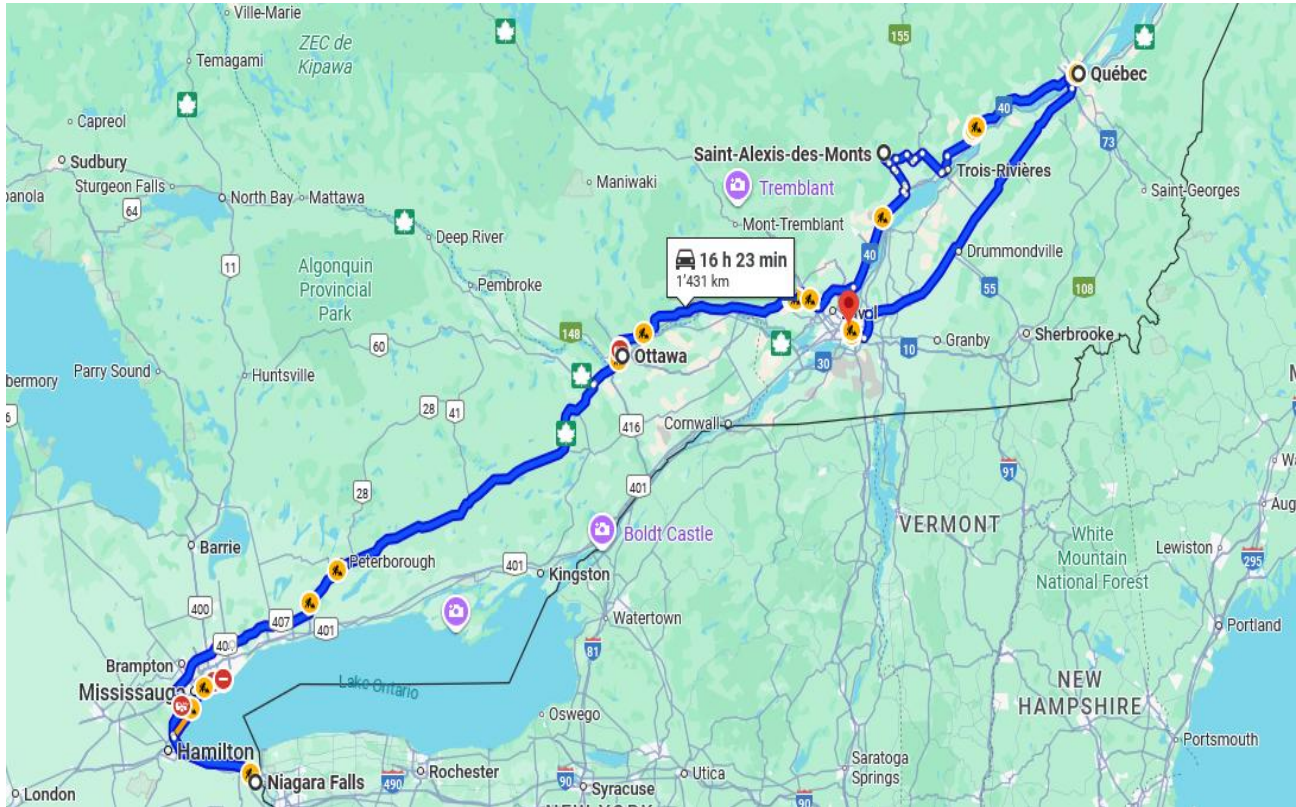 Ville-Marie
ZEC de
Kipawa
155
Temagami
Québec
40
Capreol
73
Saint-Alexis-des-Monts
Sudbury
Trois-Rivières
Maniwaki
Tremblant
Saint-Georges
Sturgeon Falls
North Bay
Mattawa
64
Mont-Tremblant
Deep River
16 h 23 min
1'431 km
40
Drummondville
11
Algonquin
Provincial
Park
Pembroke
55
108
148
Sherbrooke
Granby
10
Ottawa
60
30
Parry Sound
Huntsville
28
41
416
Cornwall
401
91
28
VERMONT
White
Mountain
National Forest
Boldt Castle
Lewiston
295
Barrie
Peterborough
401
Kingston
400
407
401
Watertown
Portland
Brampton
81
Mississauga
Lake Ontario
NEW
HAMPSHIRE
Oswego
Portsmouth
Hamilton
Niagara Falls
Rochester
490
90
Utica
Saratoga
Springs
Syracuse
90
London
NEW YORK